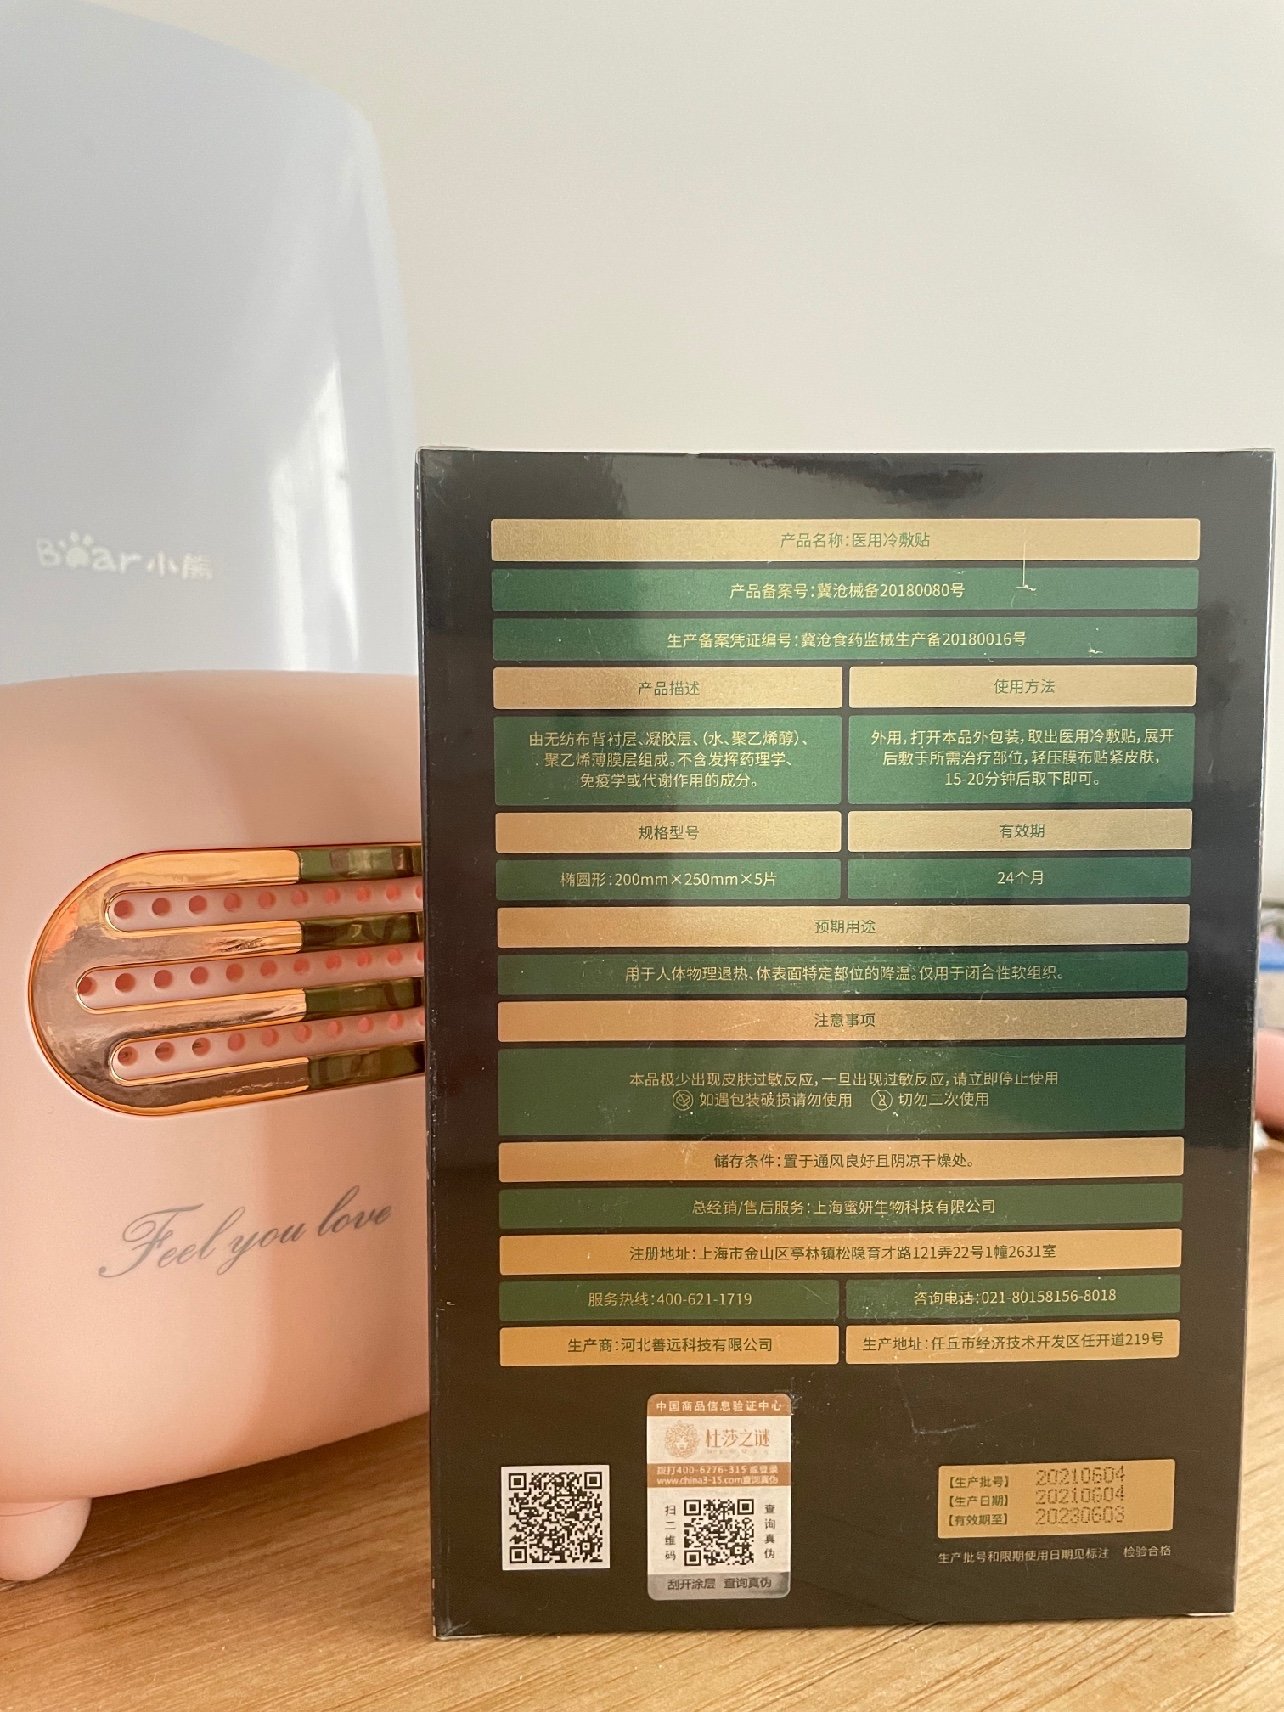 Bear小熊
Feel you love
产品名称:医用冷敷贴
产品备案号:冀沧械备20180080号
生产备案凭证编号:冀沧食药监械生产备20180016号
产品描述
使用方法
由无纺布背衬层、凝胶层、(水、聚乙烯醇)、
聚乙烯薄膜层组成。不含发挥药理学、
免疫学或代谢作用的成分。
外用,打开本品外包装,取出医用冷敷贴,展开
后敷于所需治疗部位,轻压膜布贴紧皮肤,
15-20分钟后取下即可。
规格型号
有效期
椭圆形:200mm×250mm×5片
24个月
预期用途
用于人体物理退热、体表面特定部位的降温。仅用于闭合性软组织。
注意事项
本品极少出现皮肤过敏反应,一旦出现过敏反应,请立即停止使用
如遇包装破损请勿使用 切勿二次使用
储存条件:置于通风良好且阴凉干燥处。
总经销/售后服务:上海蜜妍生物科技有限公司
注册地址:上海市金山区亭林镇松隐育才路121弄22号1幢2631室
服务热线:400-621-1719
咨询电话:021-80158156-8018
生产商:河北善远科技有限公司
生产地址:任丘市经济技术开发区任开道219号
中国商品信息验证中心
杜莎之谜
拨打400-6276-315 或登录
www.china3-15.com查询真伪
扫二维码
查询真伪
刮开涂层 查询真伪
【生产批号】 20210604
【生产日期】 20210604
【有效期至】 20230603
生产批号和限期使用日期见标注 检验合格